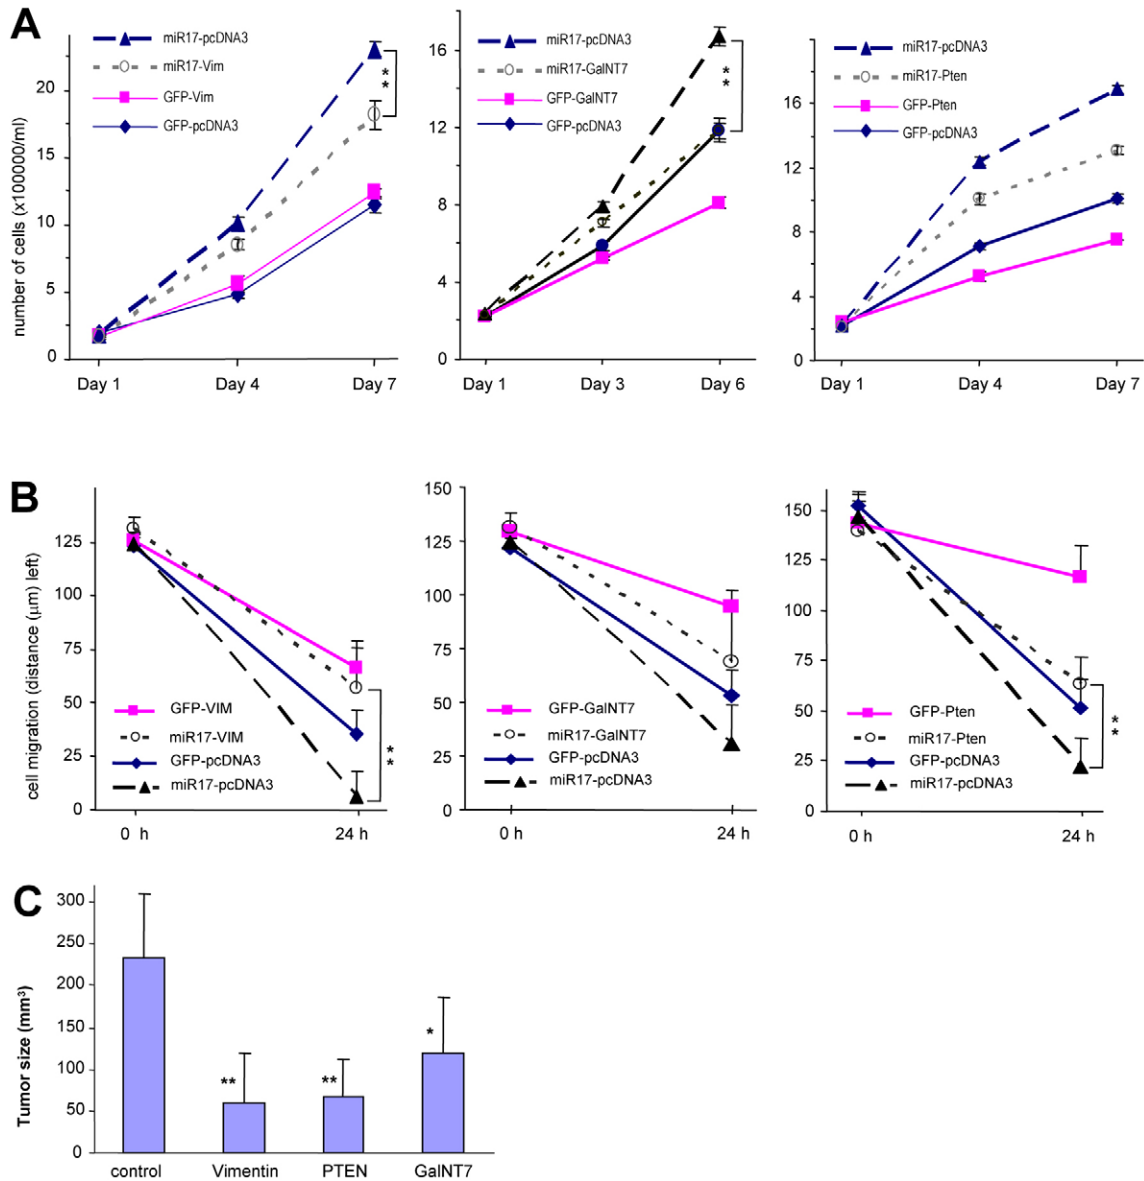 A
number of cells (x100000/ml)
miR17-pcDNA3
miR17-Vim
GFP-Vim
GFP-pcDNA3
20
15
10
5
0
**
Day 1
Day 4
Day 7
miR17-pcDNA3
miR17-GalNT7
GFP-GalNT7
GFP-pcDNA3
16
12
8
4
0
**
Day 1
Day 3
Day 6
miR17-pcDNA3
miR17-Pten
GFP-Pten
GFP-pcDNA3
16
12
8
4
0
Day 1
Day 4
Day 7
B
cell migration (distance (µm) left)
125
100
75
50
25
0
GFP-VIM
miR17-VIM
GFP-pcDNA3
miR17-pcDNA3
**
0 h
24 h
150
125
100
75
50
25
0
GFP-GalNT7
miR17-GalNT7
GFP-pcDNA3
miR17-pcDNA3
0 h
24 h
150
125
100
75
50
25
0
GFP-Pten
miR17-Pten
GFP-pcDNA3
miR17-pcDNA3
**
0 h
24 h
C
Tumor size (mm³)
300
250
200
150
100
50
0
**
**
*
control
Vimentin
PTEN
GalNT7